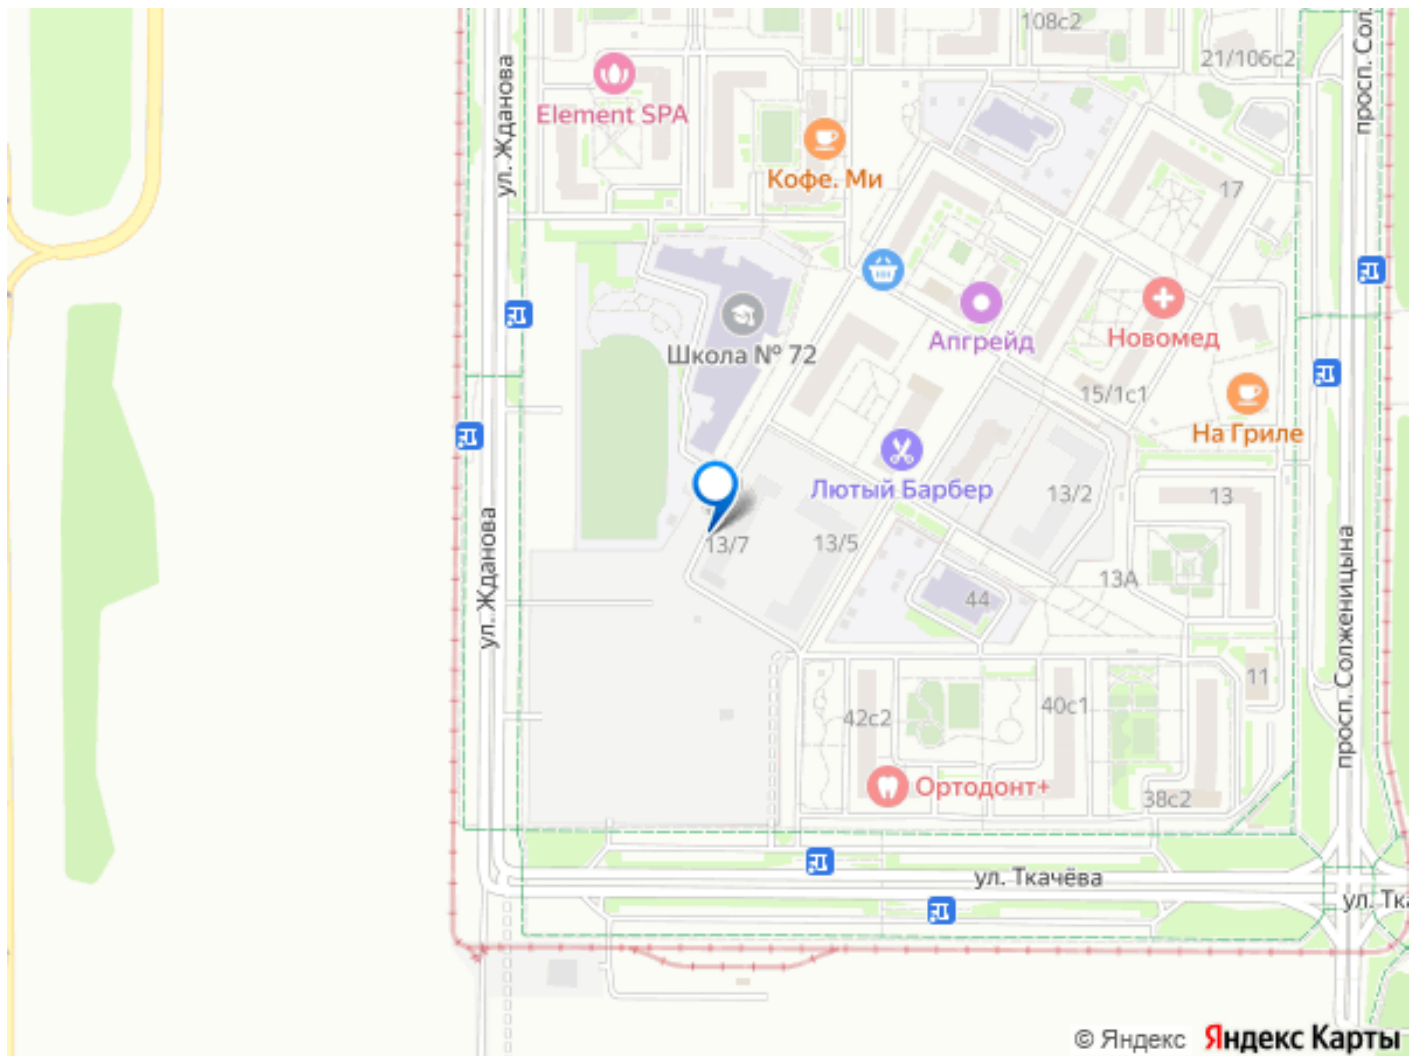 108с2
просп. Сол.
21/106с2
ул. Жданова
Element SPA
Кофе. Ми
17
Школа № 72
Апгрейд
Новомед
15/1с1
На Гриле
Лютый Барбер
13/2
13
13/7
13/5
ул. Жданова
13А
44
просп. Солженицына
11
42с2
40с1
Ортодонт+
38с2
ул. Ткачёва
ул. Тка
© Яндекс Яндекс Карты